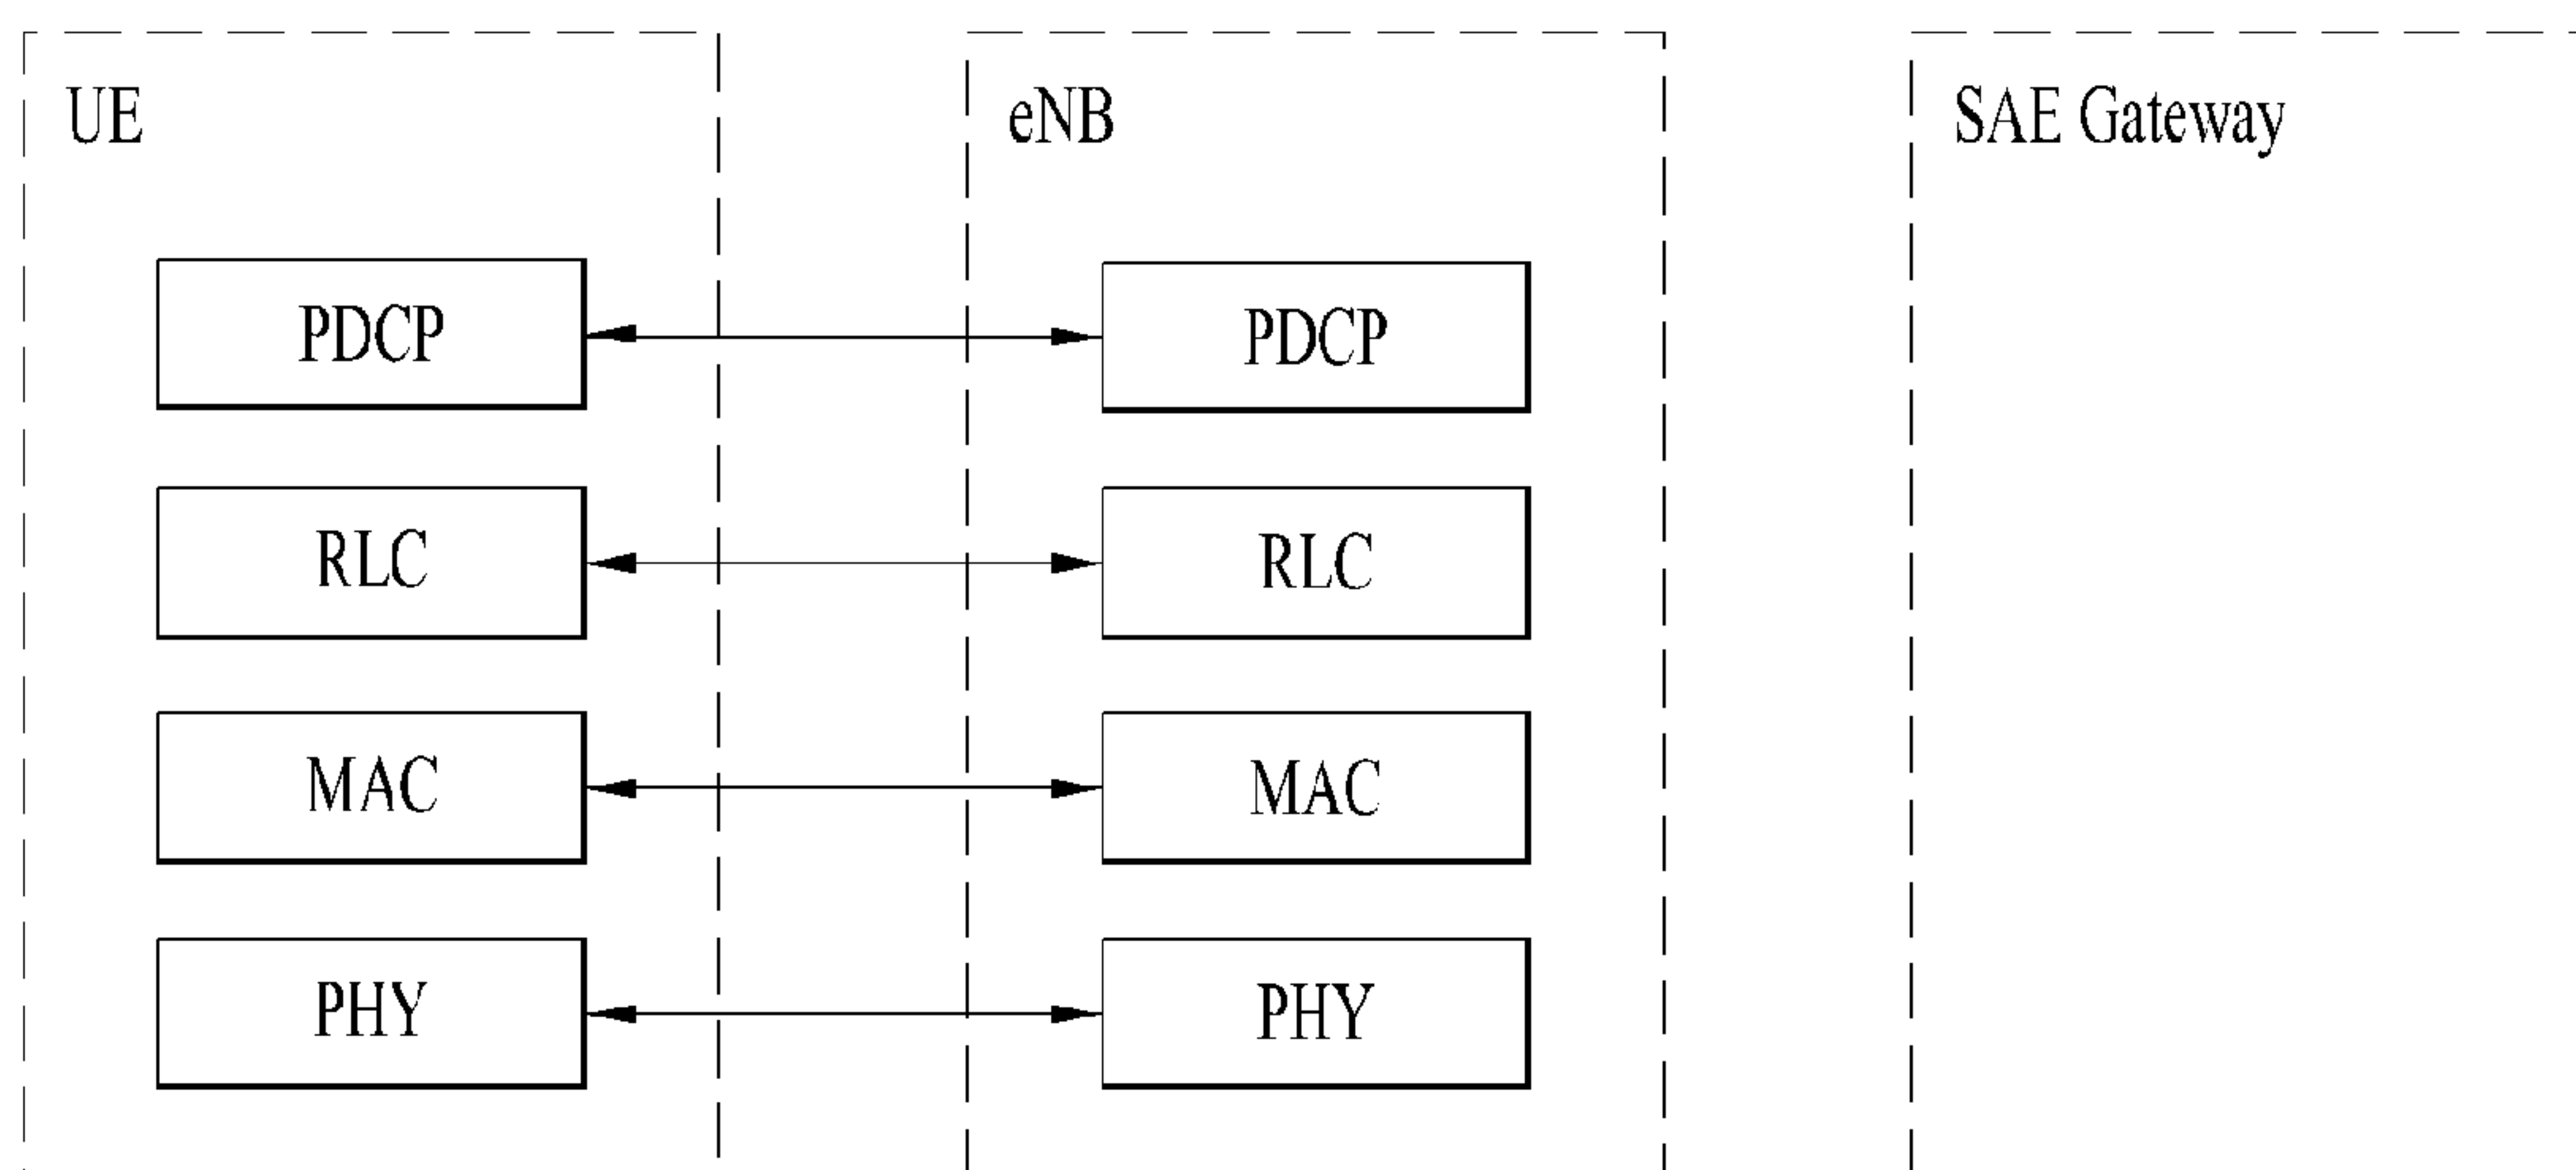 UE
eNB
SAE Gateway
PDCP
PDCP
RLC
RLC
MAC
MAC
PHY
PHY